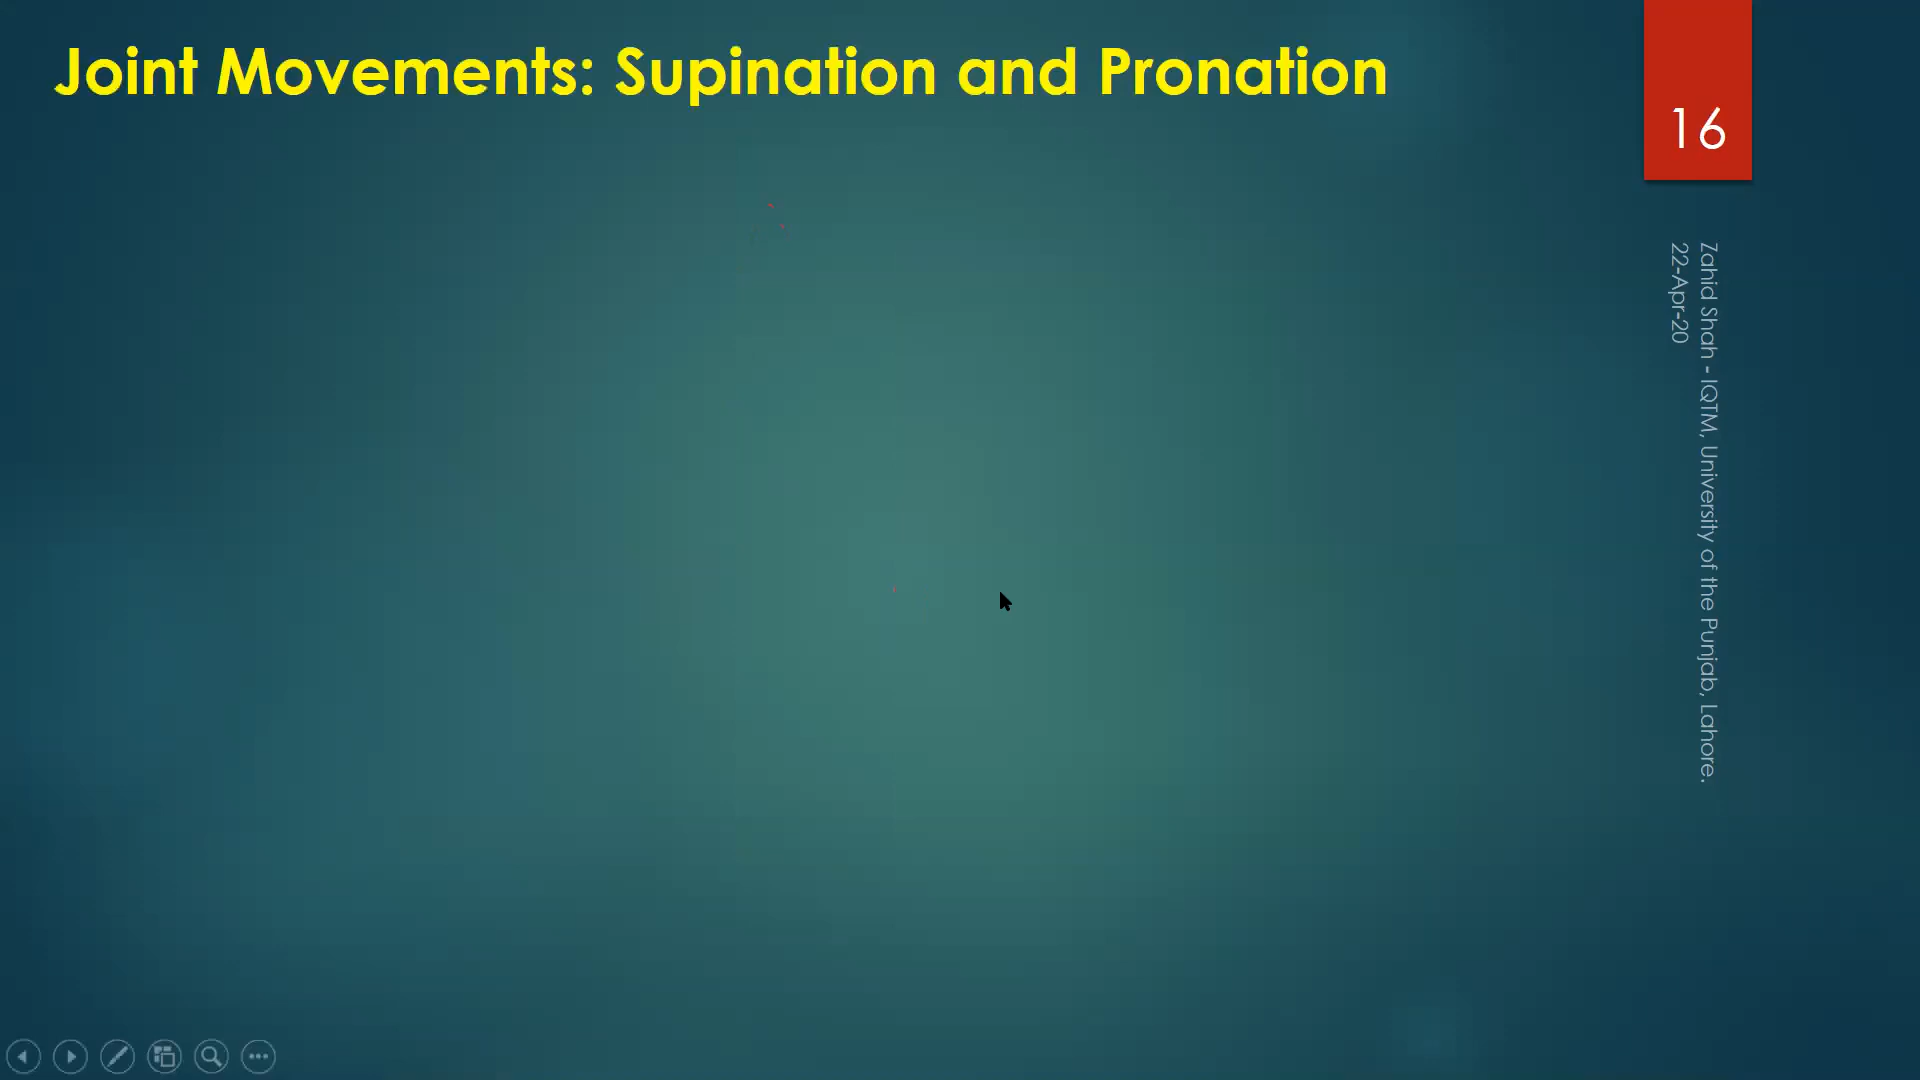 Joint Movements: Supination and Pronation
16
Zahid Shah - IQTM, University of the Punjab, Lahore.
22-Apr-20